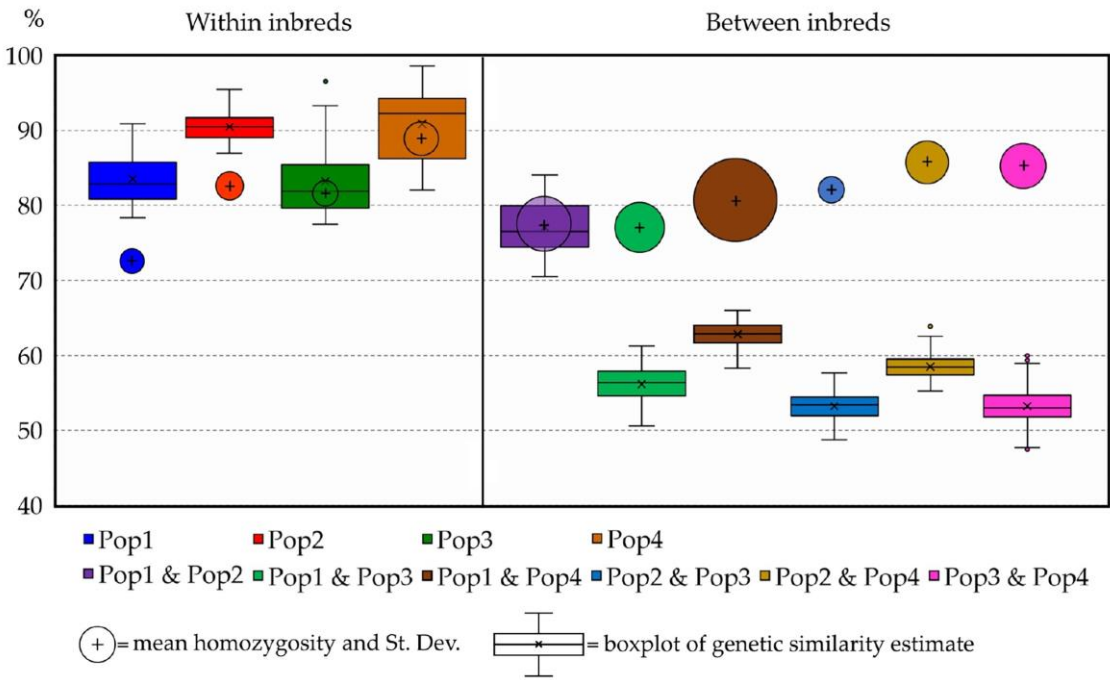 % Within inbreds Between inbreds
100
90
80
70
60
50
40
Pop1 Pop2 Pop3 Pop4
Pop1 & Pop2 Pop1 & Pop3 Pop1 & Pop4 Pop2 & Pop3 Pop2 & Pop4 Pop3 & Pop4
+ = mean homozygosity and St. Dev. × = boxplot of genetic similarity estimate